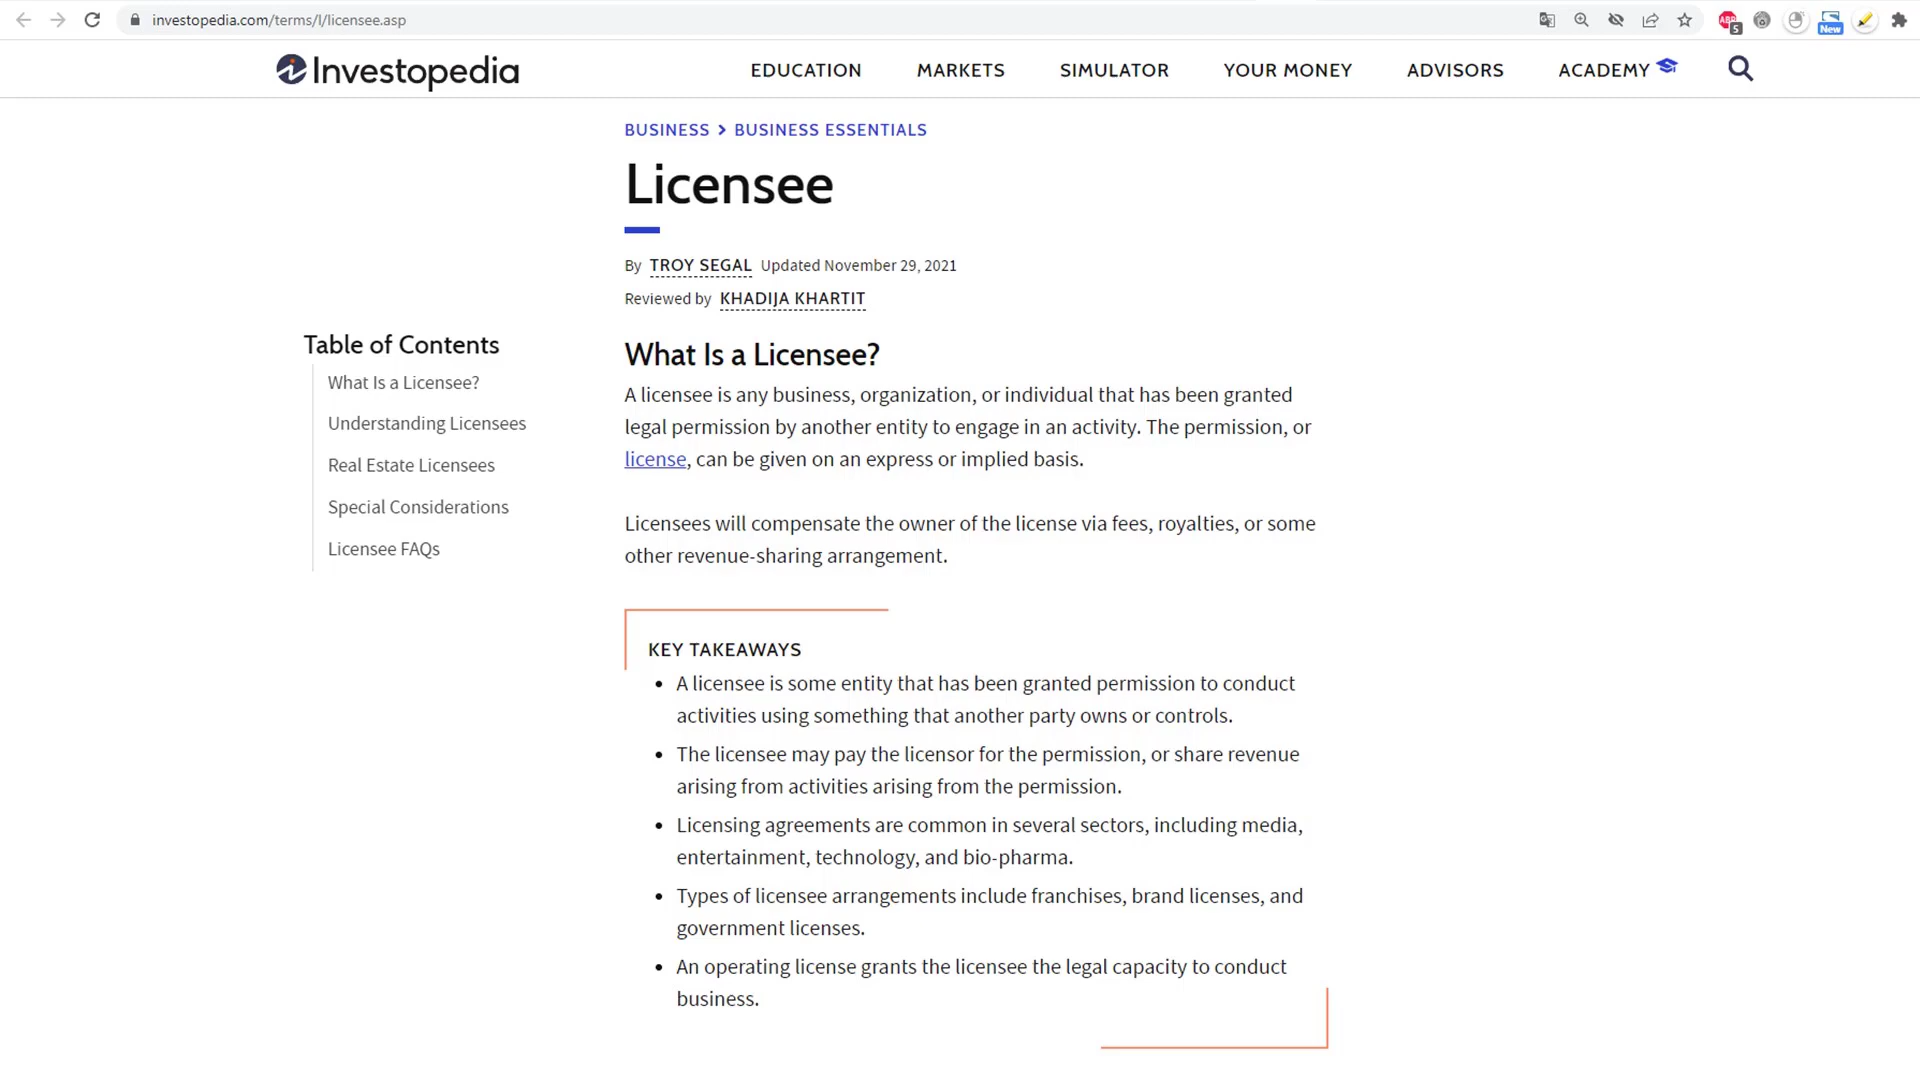 investopedia.com/terms/l/licensee.asp
ABP
5
New
Investopedia
EDUCATION
MARKETS
SIMULATOR
YOUR MONEY
ADVISORS
ACADEMY
BUSINESS > BUSINESS ESSENTIALS
Licensee
By TROY SEGAL Updated November 29, 2021
Reviewed by KHADIJA KHARTIT
Table of Contents
What Is a Licensee?
Understanding Licensees
Real Estate Licensees
Special Considerations
Licensee FAQs
What Is a Licensee?
A licensee is any business, organization, or individual that has been granted
legal permission by another entity to engage in an activity. The permission, or
license, can be given on an express or implied basis.
Licensees will compensate the owner of the license via fees, royalties, or some
other revenue-sharing arrangement.
KEY TAKEAWAYS
• A licensee is some entity that has been granted permission to conduct
activities using something that another party owns or controls.
• The licensee may pay the licensor for the permission, or share revenue
arising from activities arising from the permission.
• Licensing agreements are common in several sectors, including media,
entertainment, technology, and bio-pharma.
• Types of licensee arrangements include franchises, brand licenses, and
government licenses.
• An operating license grants the licensee the legal capacity to conduct
business.